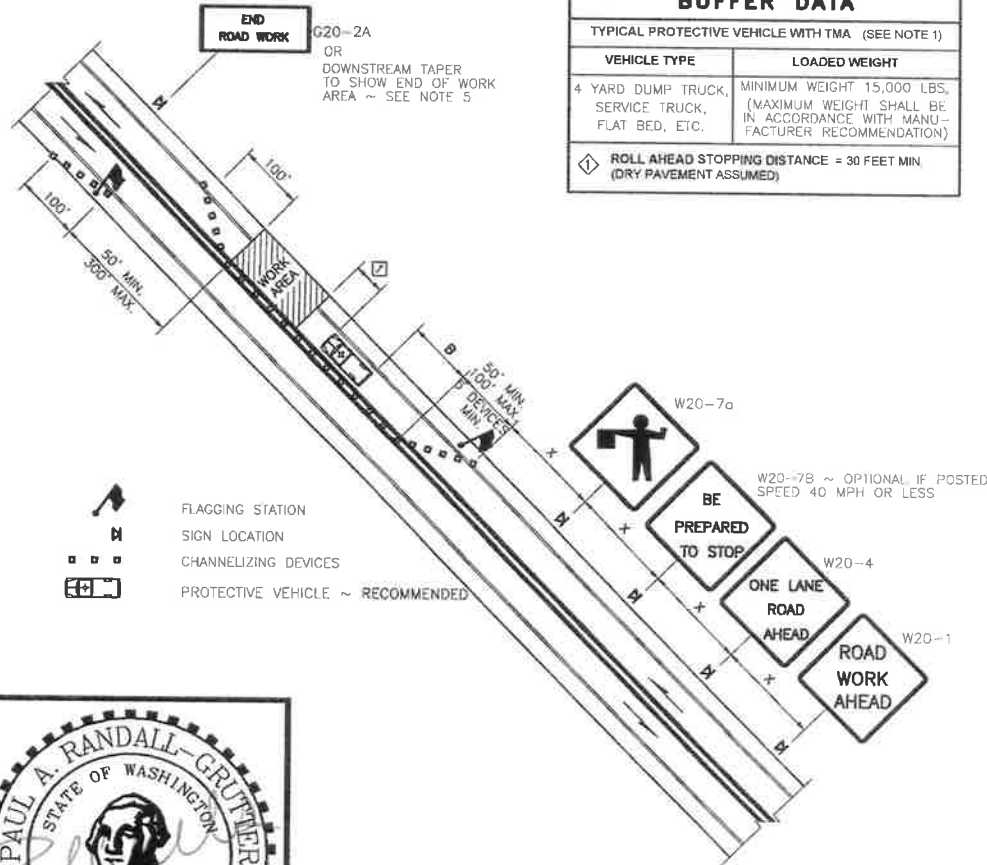 BUFFER DATA
TYPICAL PROTECTIVE VEHICLE WITH TMA (SEE NOTE 1)
VEHICLE TYPE
LOADED WEIGHT
4 YARD DUMP TRUCK,
SERVICE TRUCK,
FLAT BED, ETC.
MINIMUM WEIGHT 15,000 LBS.
(MAXIMUM WEIGHT SHALL BE
IN ACCORDANCE WITH MANU-
FACTURER RECOMMENDATION)
1 ROLL AHEAD STOPPING DISTANCE = 30 FEET MIN.
(DRY PAVEMENT ASSUMED)
END
ROAD WORK
G20-2A
OR
DOWNSTREAM TAPER
TO SHOW END OF WORK
AREA ~ SEE NOTE 5
100'
100'
50' MIN.
300' MAX.
WORK
AREA
B
50' MIN.
100' MAX.
5 DEVICES
MIN.
X
X
X
X
W20-7a
BE
PREPARED
TO STOP
W20-7B ~ OPTIONAL IF POSTED
SPEED 40 MPH OR LESS
ONE LANE
ROAD
AHEAD
W20-4
ROAD
WORK
AHEAD
W20-1
FLAGGING STATION
SIGN LOCATION
CHANNELIZING DEVICES
PROTECTIVE VEHICLE ~ RECOMMENDED
PAUL A. RANDALL-GRUTTER
STATE OF WASHINGTON